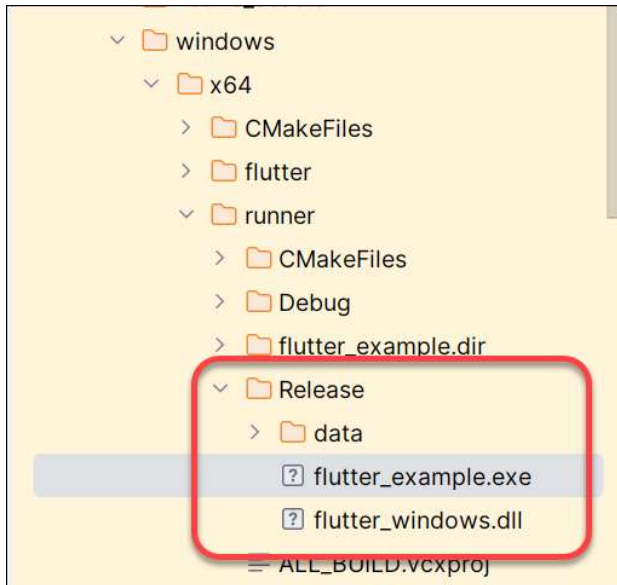 windows
x64
CMakeFiles
flutter
runner
CMakeFiles
Debug
flutter_example.dir
Release
data
flutter_example.exe
flutter_windows.dll
ALL_BUILD.vcxproj